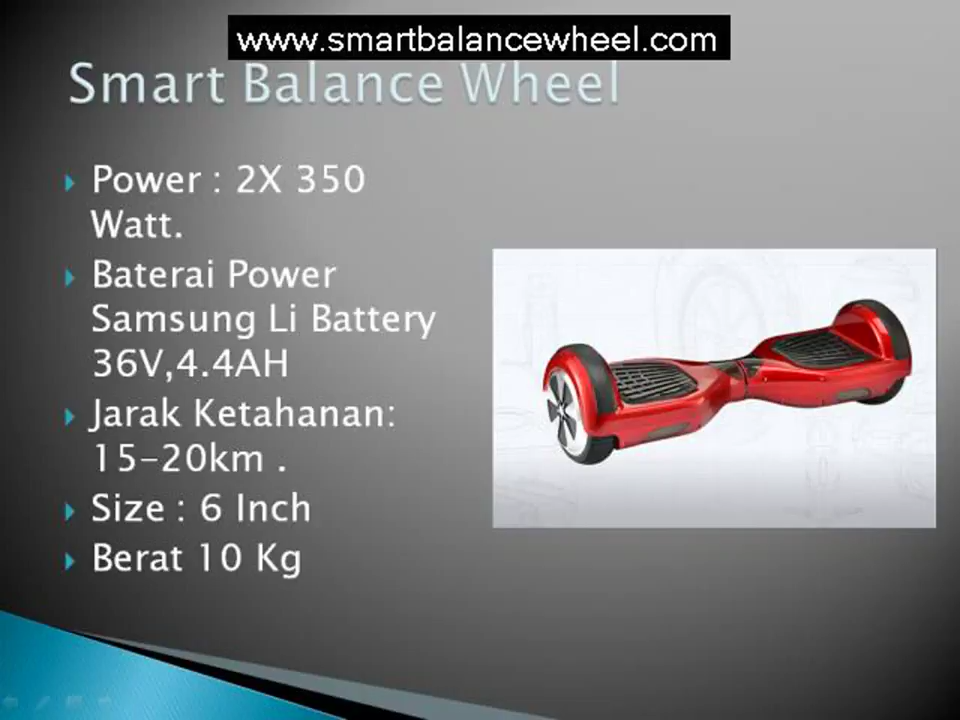 www.smartbalancewheel.com
Smart Balance Wheel
Power : 2X 350
Watt.
Baterai Power
Samsung Li Battery
36V,4.4AH
Jarak Ketahanan:
15-20km .
Size : 6 Inch
Berat 10 Kg